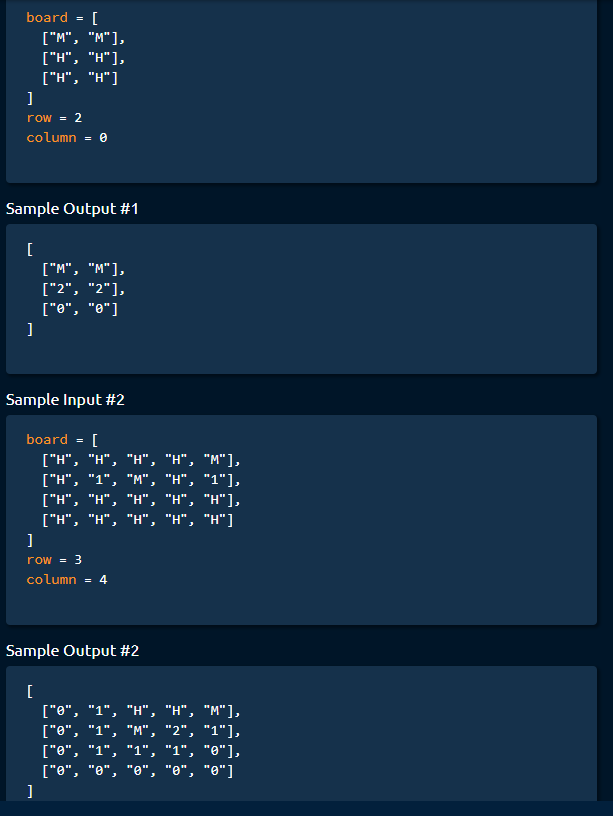 board = [
["M", "M"],
["H", "H"],
["H", "H"]
]
row = 2
column = 0
Sample Output #1
[
["M", "M"],
["2", "2"],
["0", "0"]
]
Sample Input #2
board = [
["H", "H", "H", "H", "M"],
["H", "1", "M", "H", "1"],
["H", "H", "H", "H", "H"],
["H", "H", "H", "H", "H"]
]
row = 3
column = 4
Sample Output #2
[
["0", "1", "H", "H", "M"],
["0", "1", "M", "2", "1"],
["0", "1", "1", "1", "0"],
["0", "0", "0", "0", "0"]
]